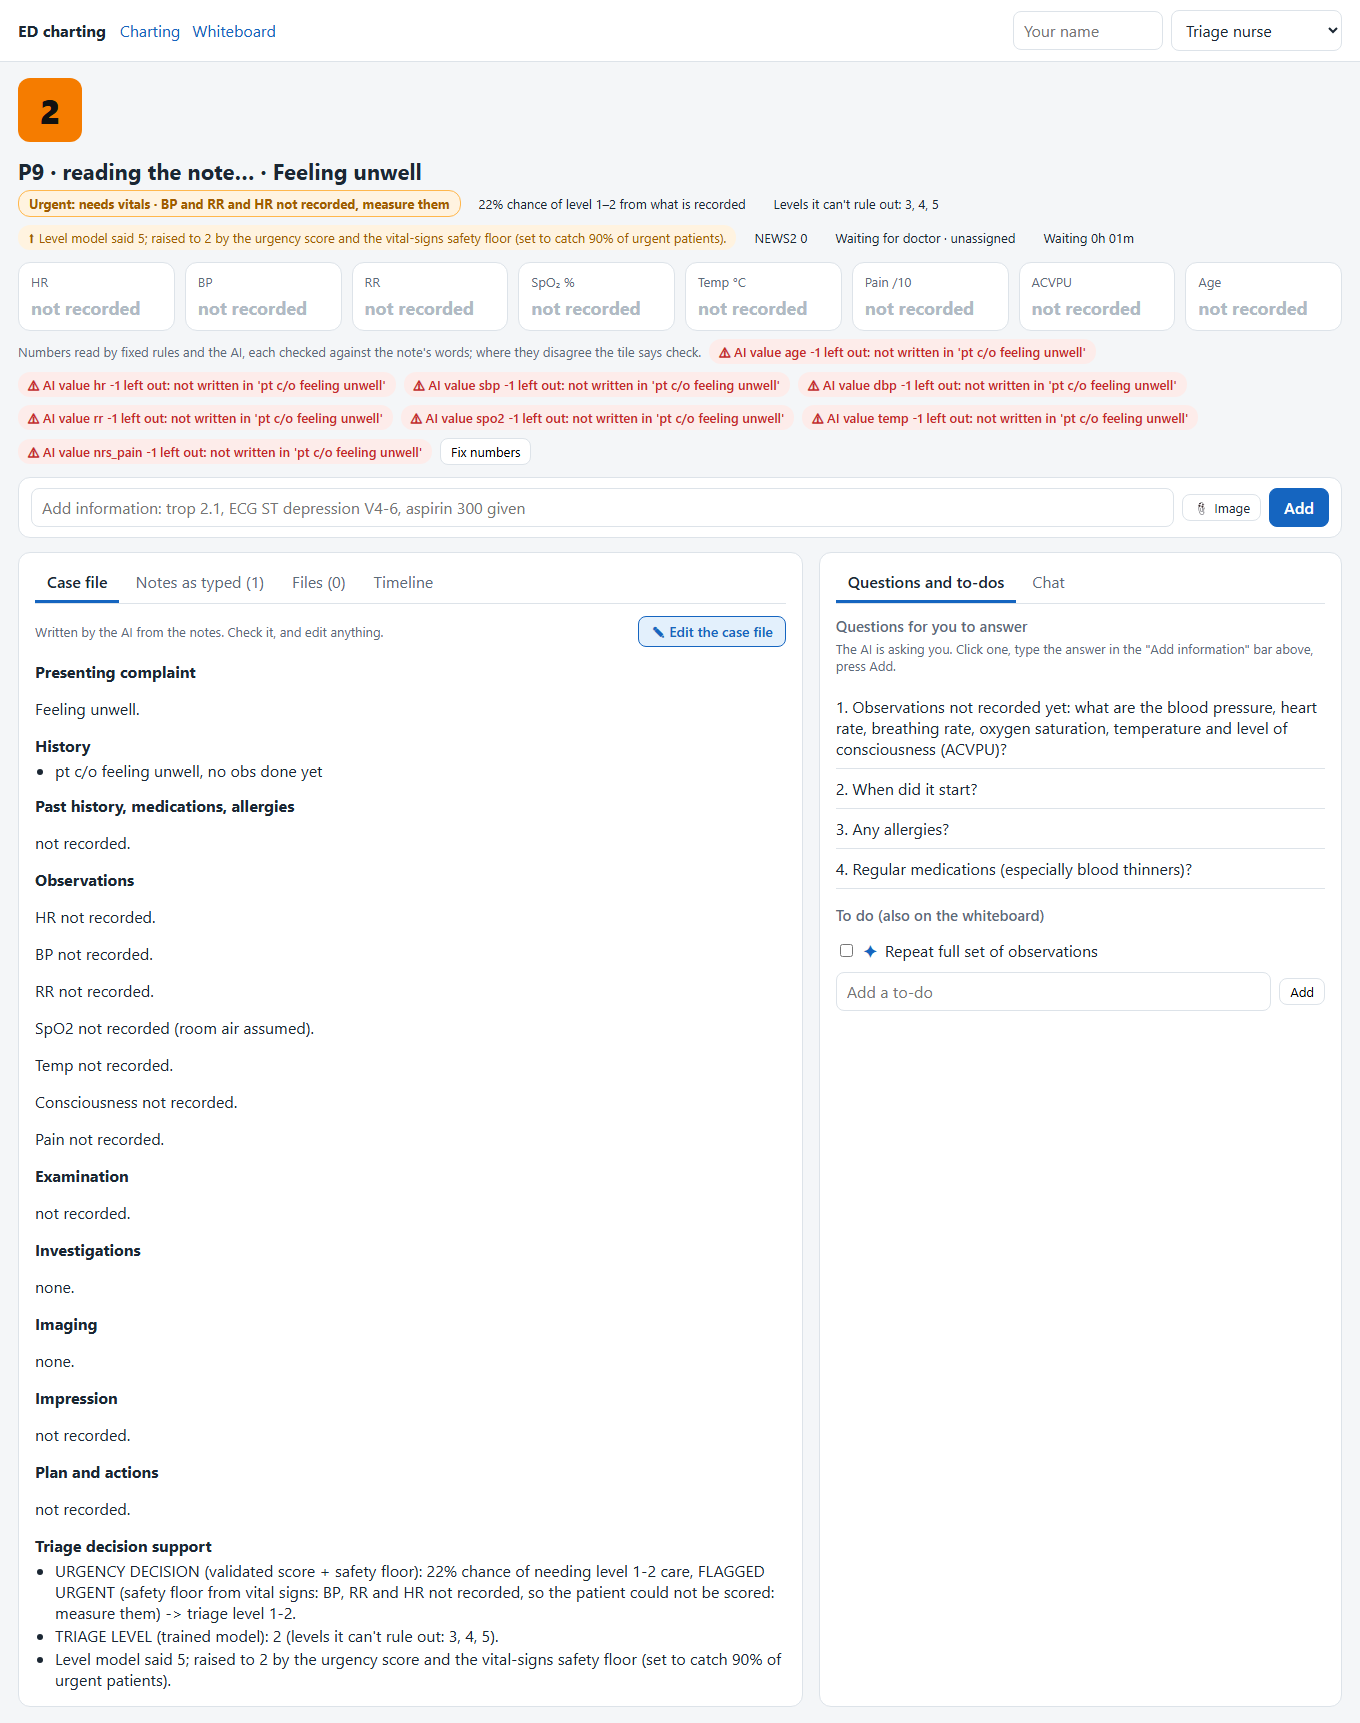 ED charting Charting Whiteboard Your name Triage nurse
2
P9 · reading the note... · Feeling unwell
Urgent: needs vitals · BP and RR and HR not recorded, measure them 22% chance of level 1–2 from what is recorded Levels it can't rule out: 3, 4, 5
↑ Level model said 5; raised to 2 by the urgency score and the vital-signs safety floor (set to catch 90% of urgent patients). NEWS2 0 Waiting for doctor · unassigned Waiting 0h 01m
HR BP RR SpO₂ % Temp °C Pain /10 ACVPU Age
not recorded not recorded not recorded not recorded not recorded not recorded not recorded not recorded
Numbers read by fixed rules and the AI, each checked against the note's words; where they disagree the tile says check. ⚠ AI value age -1 left out: not written in 'pt c/o feeling unwell'
⚠ AI value hr -1 left out: not written in 'pt c/o feeling unwell' ⚠ AI value sbp -1 left out: not written in 'pt c/o feeling unwell' ⚠ AI value dbp -1 left out: not written in 'pt c/o feeling unwell'
⚠ AI value rr -1 left out: not written in 'pt c/o feeling unwell' ⚠ AI value spo2 -1 left out: not written in 'pt c/o feeling unwell' ⚠ AI value temp -1 left out: not written in 'pt c/o feeling unwell'
⚠ AI value nrs_pain -1 left out: not written in 'pt c/o feeling unwell' Fix numbers
Add information: trop 2.1, ECG ST depression V4-6, aspirin 300 given Image Add
Case file Notes as typed (1) Files (0) Timeline
Written by the AI from the notes. Check it, and edit anything. Edit the case file
Presenting complaint
Feeling unwell.
History
• pt c/o feeling unwell, no obs done yet
Past history, medications, allergies
not recorded.
Observations
HR not recorded.
BP not recorded.
RR not recorded.
SpO2 not recorded (room air assumed).
Temp not recorded.
Consciousness not recorded.
Pain not recorded.
Examination
not recorded.
Investigations
none.
Imaging
none.
Impression
not recorded.
Plan and actions
not recorded.
Triage decision support
• URGENCY DECISION (validated score + safety floor): 22% chance of needing level 1-2 care, FLAGGED
URGENT (safety floor from vital signs: BP, RR and HR not recorded, so the patient could not be scored:
measure them) -> triage level 1-2.
• TRIAGE LEVEL (trained model): 2 (levels it can't rule out: 3, 4, 5).
• Level model said 5; raised to 2 by the urgency score and the vital-signs safety floor (set to catch 90% of
urgent patients).
Questions and to-dos Chat
Questions for you to answer
The AI is asking you. Click one, type the answer in the "Add information" bar above,
press Add.
1. Observations not recorded yet: what are the blood pressure, heart
rate, breathing rate, oxygen saturation, temperature and level of
consciousness (ACVPU)?
2. When did it start?
3. Any allergies?
4. Regular medications (especially blood thinners)?
To do (also on the whiteboard)
✦ Repeat full set of observations
Add a to-do Add